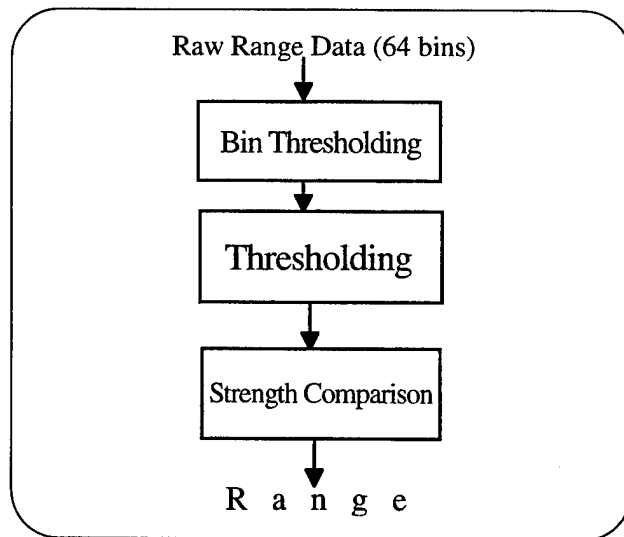 Raw Range Data (64 bins)
Bin Thresholding
Thresholding
Strength Comparison
R a n g e